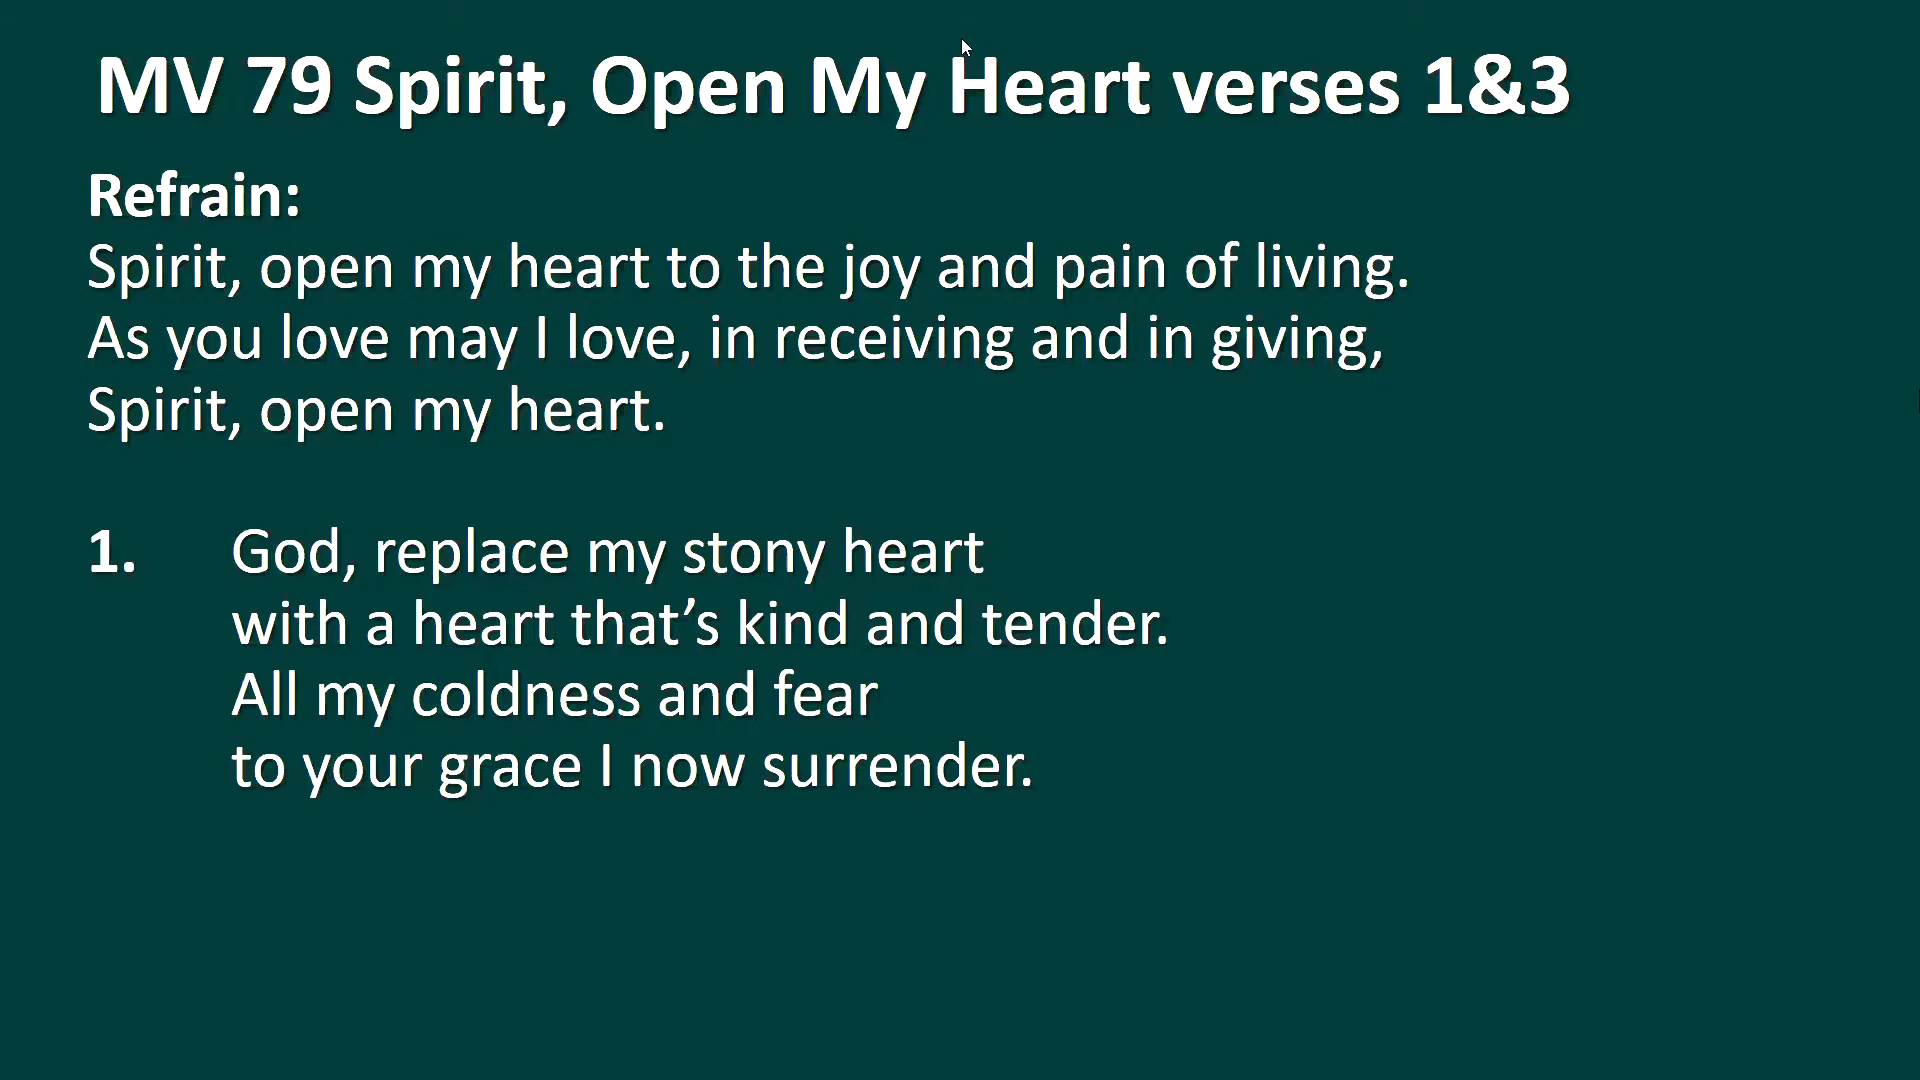 MV 79 Spirit, Open My Heart verses 1&3
Refrain:
Spirit, open my heart to the joy and pain of living.
As you love may I love, in receiving and in giving,
Spirit, open my heart.
1. God, replace my stony heart
with a heart that’s kind and tender.
All my coldness and fear
to your grace I now surrender.